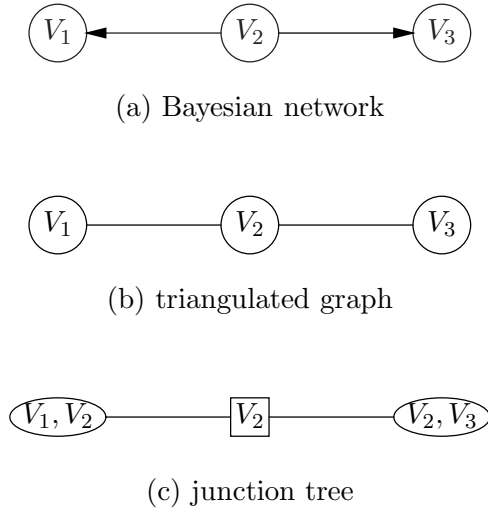 V₁ V₂ V₃
(a) Bayesian network
V₁ V₂ V₃
(b) triangulated graph
V₁, V₂ V₂ V₂, V₃
(c) junction tree